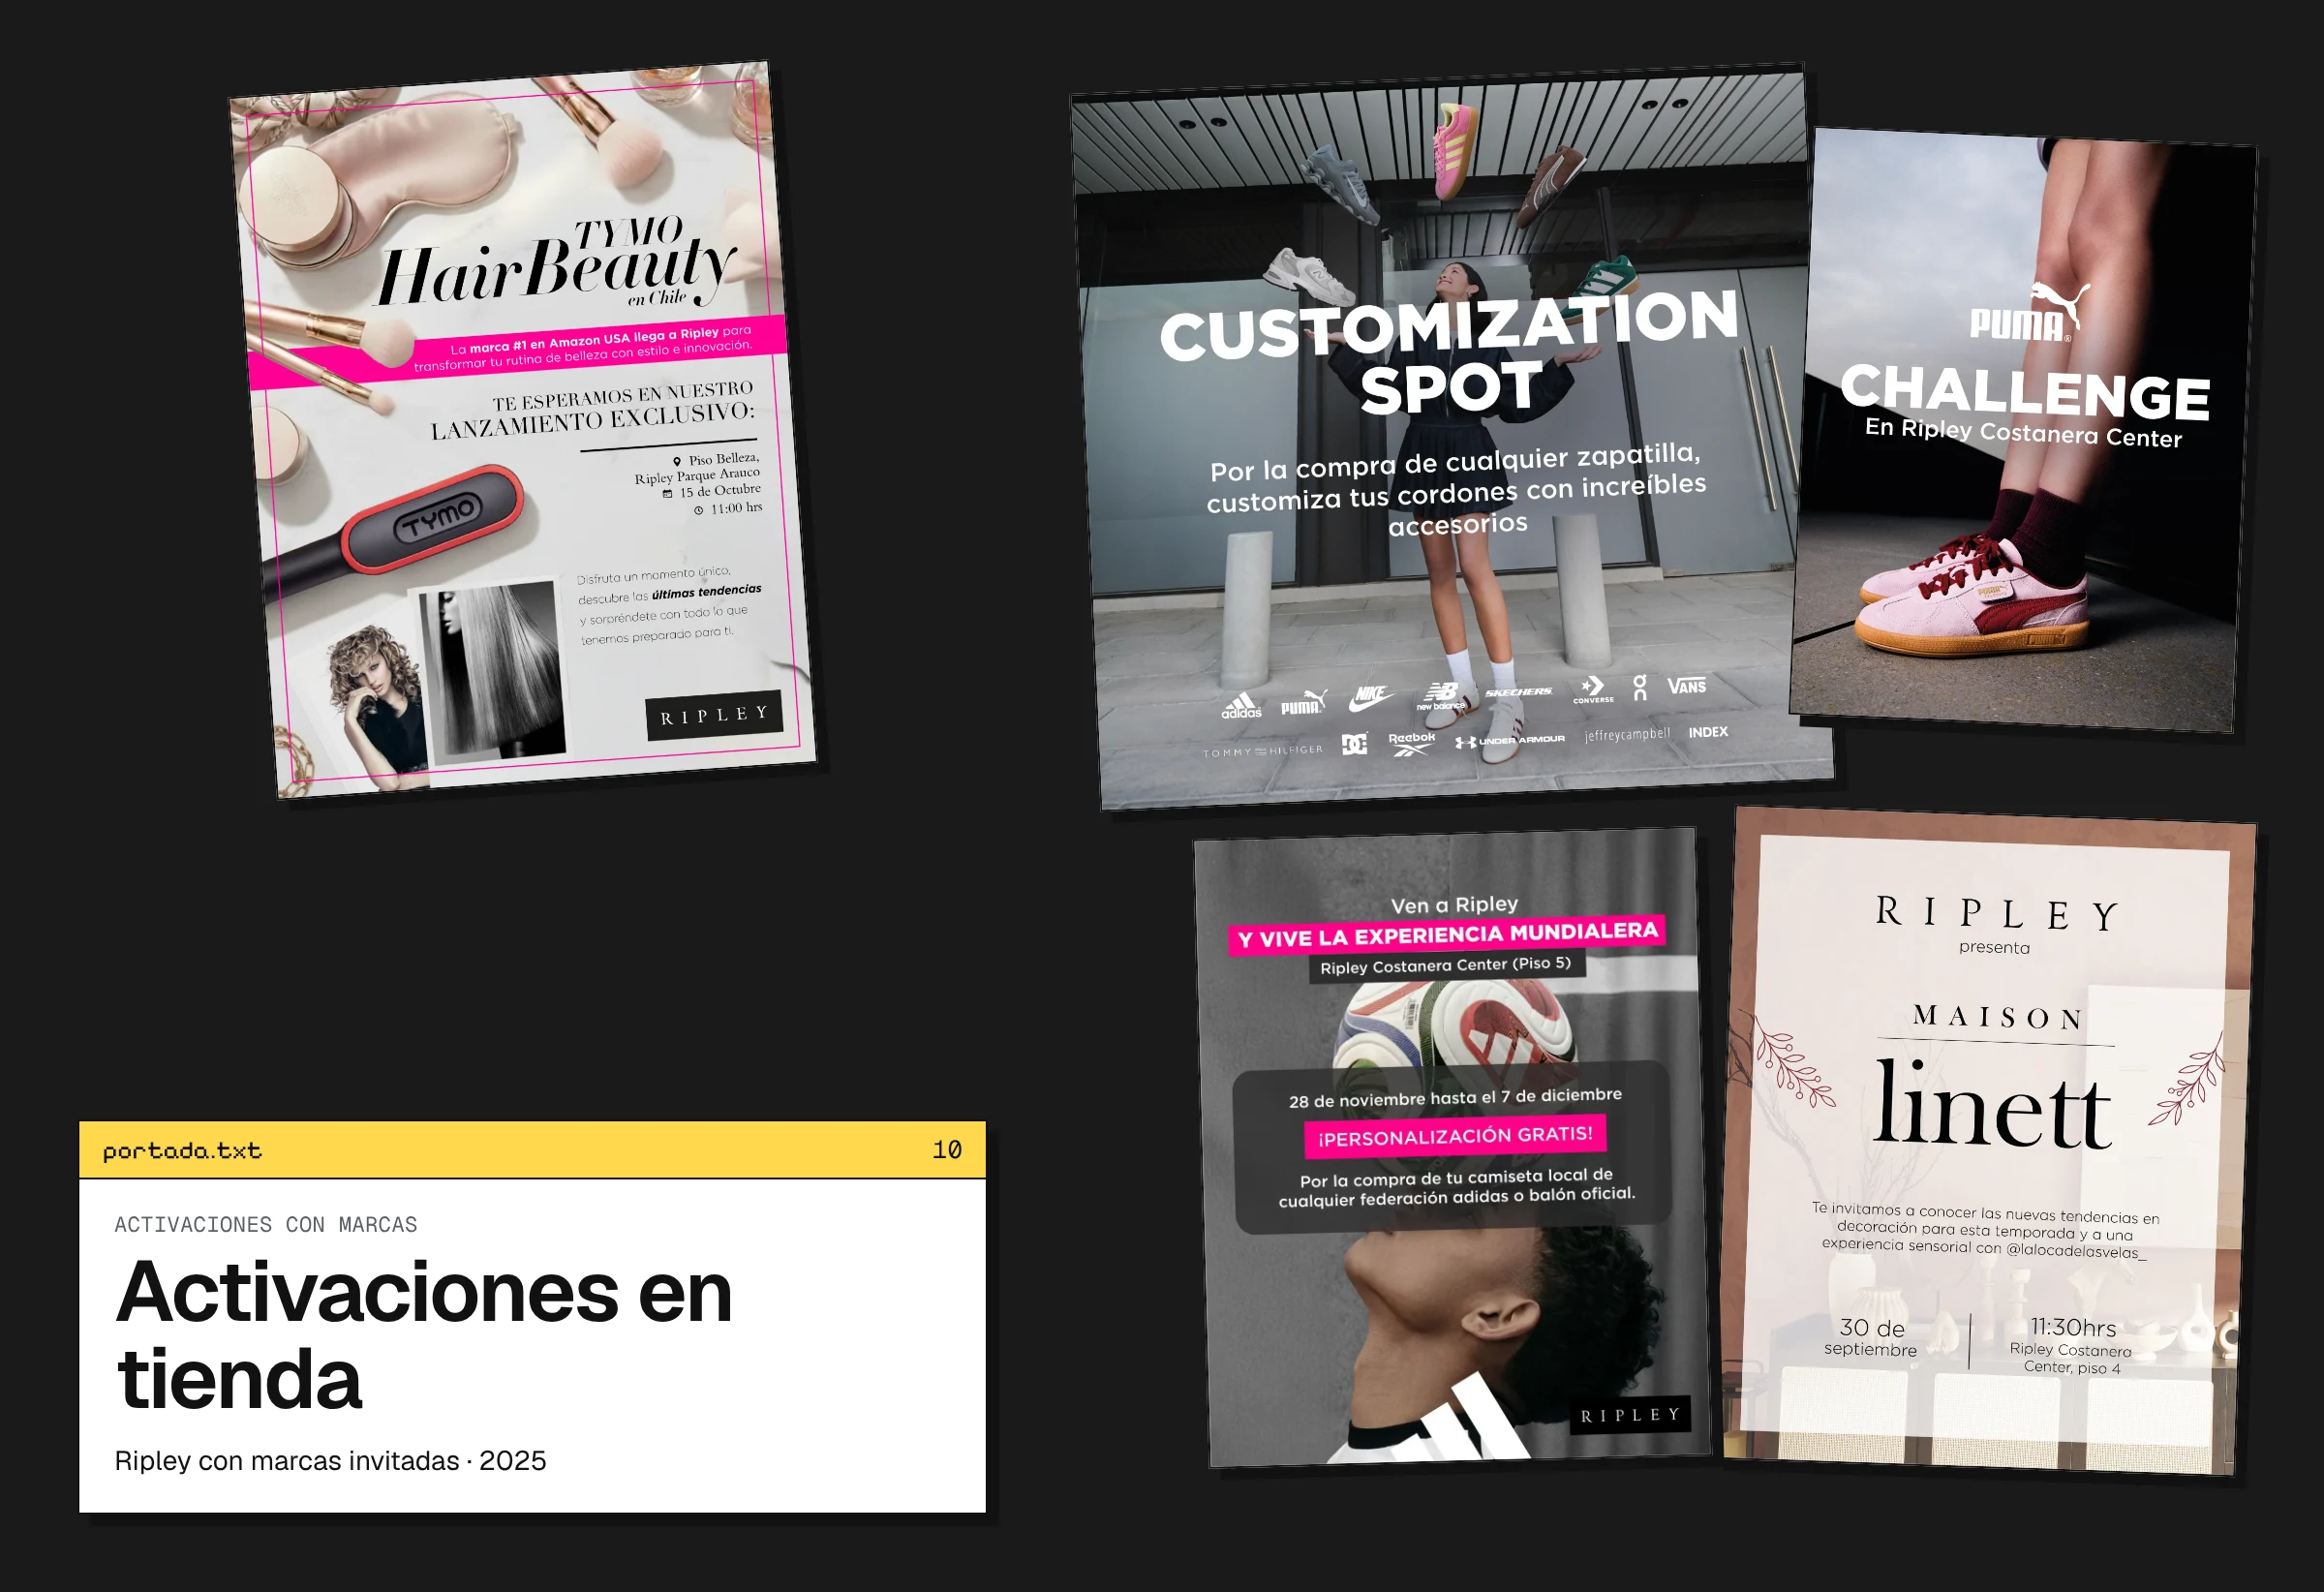 TYMO
HairBeauty
en Chile
La marca #1 en Amazon USA llega a Ripley para
transformar tu rutina de belleza con estilo e innovación.
TE ESPERAMOS EN NUESTRO
LANZAMIENTO EXCLUSIVO:
Piso Belleza,
Ripley Parque Arauco
15 de Octubre
11:00 hrs
TYMO
Disfruta un momento único,
descubre las últimas tendencias
y sorpréndete con todo lo que
tenemos preparado para ti.
RIPLEY
CUSTOMIZATION
SPOT
Por la compra de cualquier zapatilla,
customiza tus cordones con increíbles
accesorios
adidas PUMA NIKE NB new balance SKECHERS CONVERSE on VANS
TOMMY HILFIGER DC Reebok UNDER ARMOUR jeffreycampbell INDEX
PUMA
CHALLENGE
En Ripley Costanera Center
Ven a Ripley
Y VIVE LA EXPERIENCIA MUNDIALERA
Ripley Costanera Center (Piso 5)
28 de noviembre hasta el 7 de diciembre
¡PERSONALIZACIÓN GRATIS!
Por la compra de tu camiseta local de
cualquier federación adidas o balón oficial.
RIPLEY
RIPLEY
presenta
MAISON
linett
Te invitamos a conocer las nuevas tendencias en
decoración para esta temporada y a una
experiencia sensorial con @lalocadelasvelas_
30 de
septiembre
11:30hrs
Ripley Costanera
Center, piso 4
portada.txt 10
ACTIVACIONES CON MARCAS
Activaciones en
tienda
Ripley con marcas invitadas · 2025